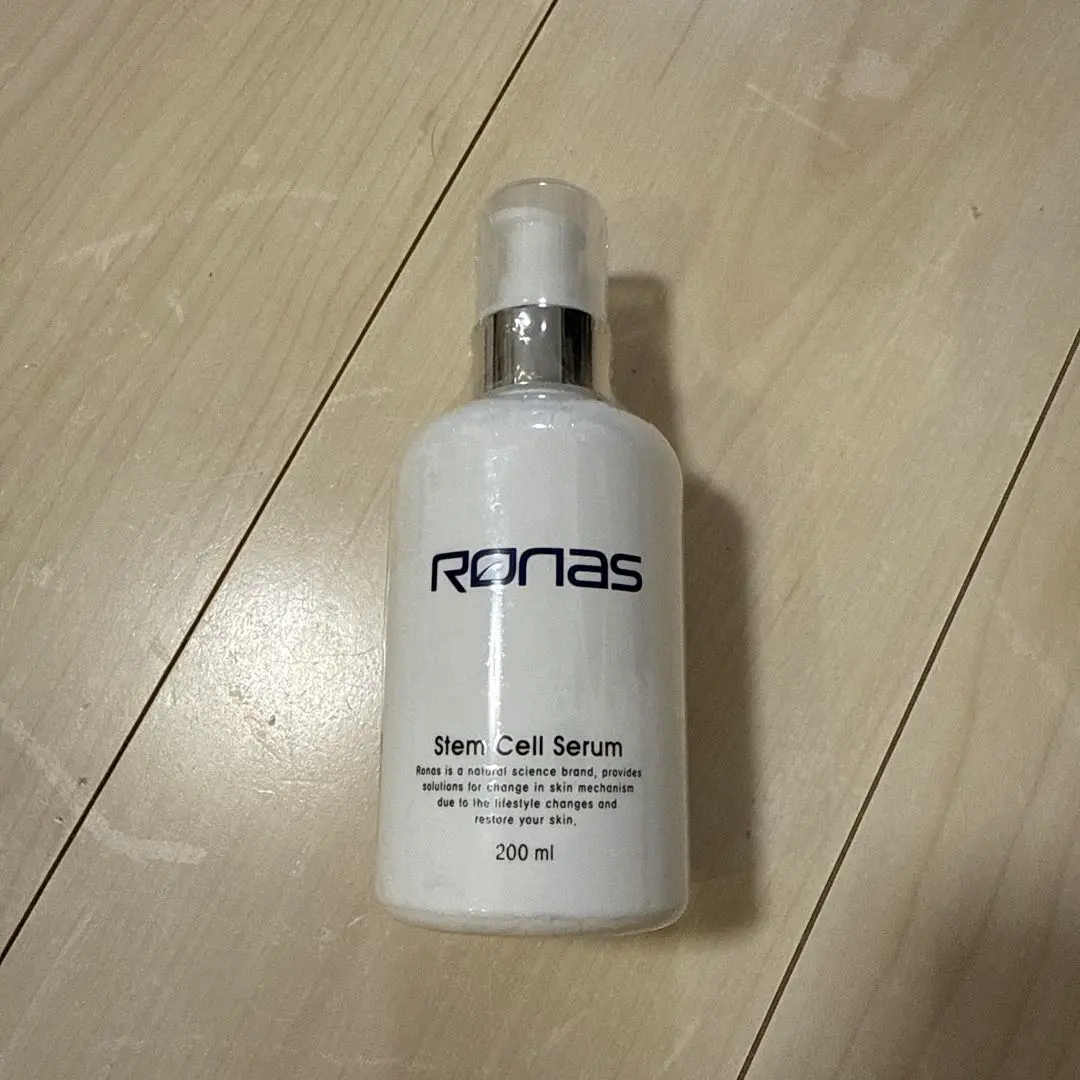 Ronas
Stem Cell Serum
Ronas is a natural science brand, provides
solutions for change in skin mechanism
due to the lifestyle changes and
restore your skin.
200 ml